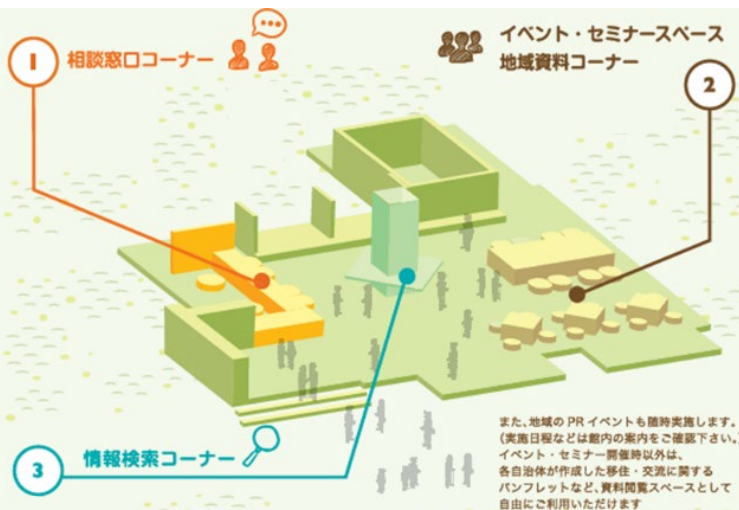 1
相談窓口コーナー
イベント・セミナースペース
地域資料コーナー
2
3
情報検索コーナー
また、地域のPRイベントも随時実施します。
(実施日程などは館内の案内をご確認下さい。)
イベント・セミナー開催時以外は、
各自治体が作成した移住・交流に関する
パンフレットなど、資料閲覧スペースとして
自由にご利用いただけます